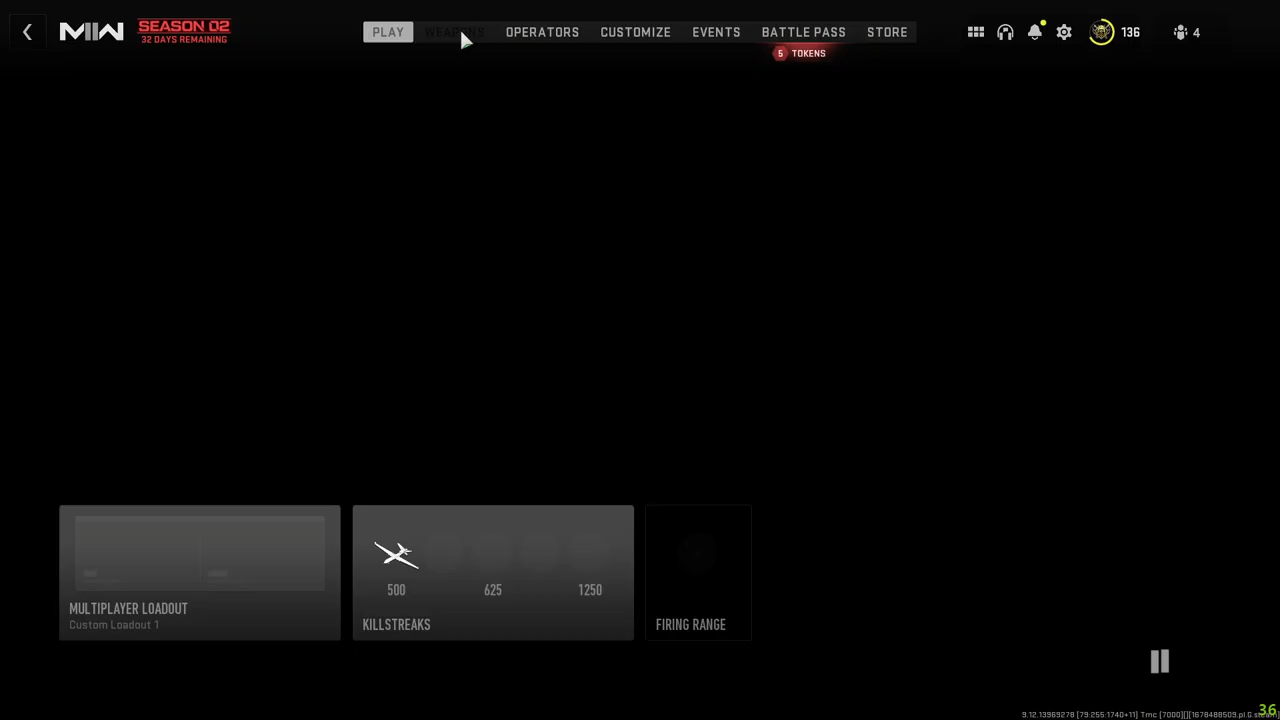 MW SEASON 02
32 DAYS REMAINING
PLAY WEAPONS OPERATORS CUSTOMIZE EVENTS BATTLE PASS STORE
5 TOKENS
136
4
500 625 1250
MULTIPLAYER LOADOUT
Custom Loadout 1
KILLSTREAKS
FIRING RANGE
36